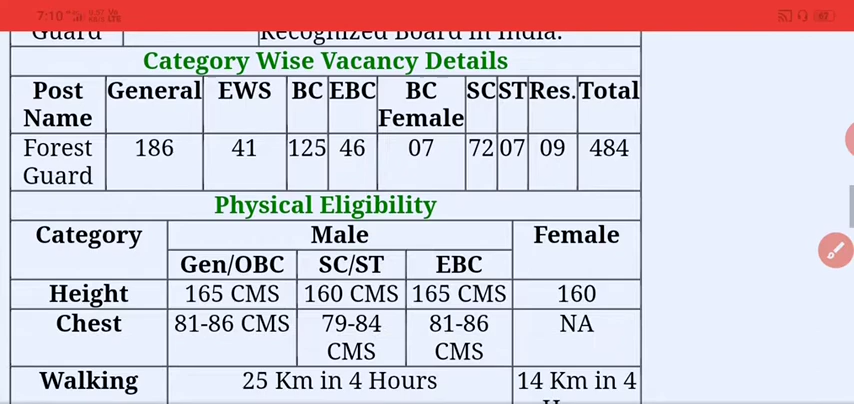 7:10
Guard Recognized Board in India.
Category Wise Vacancy Details
Post Name General EWS BC EBC BC Female SC ST Res. Total
Forest Guard 186 41 125 46 07 72 07 09 484
Physical Eligibility
Category Male Female
Gen/OBC SC/ST EBC
Height 165 CMS 160 CMS 165 CMS 160
Chest 81-86 CMS 79-84 CMS 81-86 CMS NA
Walking 25 Km in 4 Hours 14 Km in 4